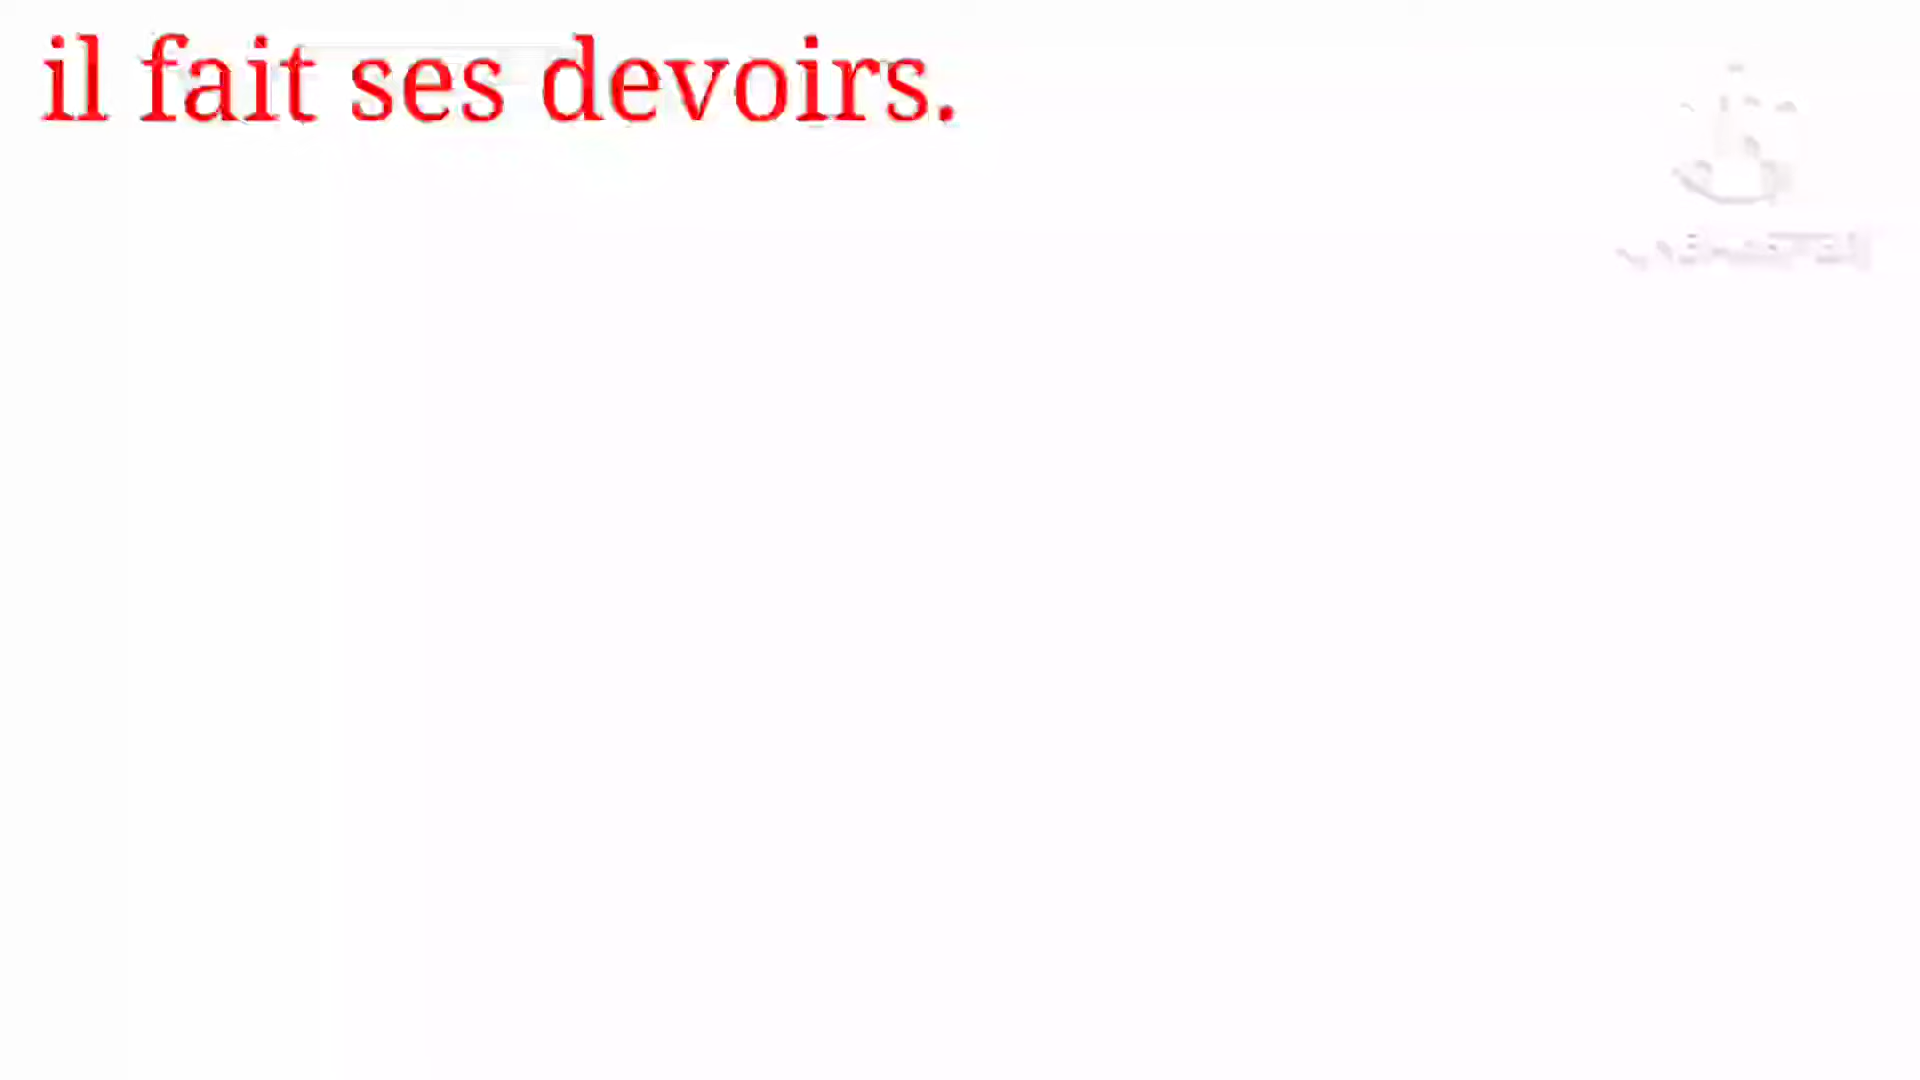 il fait ses devoirs.